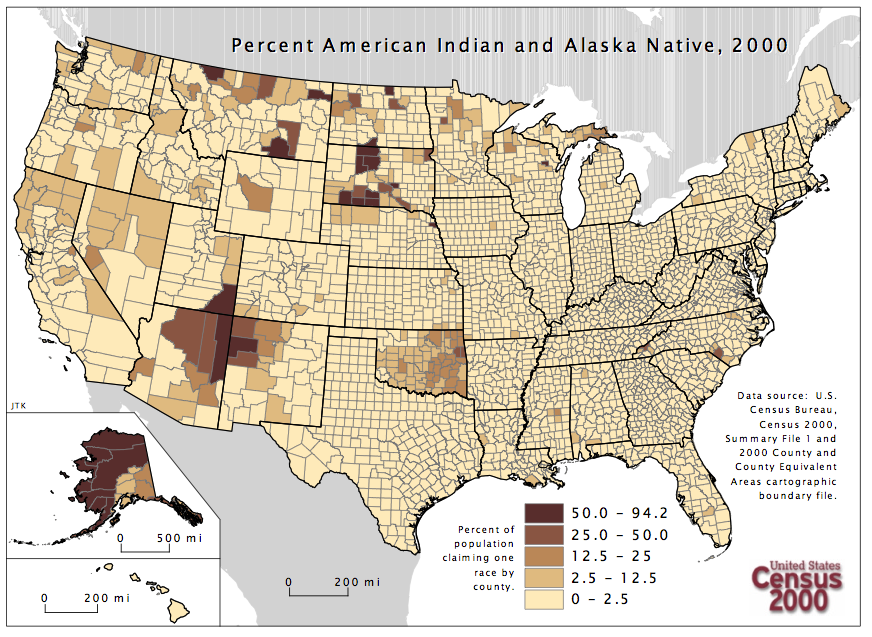 Percent American Indian and Alaska Native, 2000
JTK
Data source: U.S.
Census Bureau,
Census 2000,
Summary File 1 and
2000 County and
County Equivalent
Areas cartographic
boundary file.
0 500 mi
0 200 mi
0 200 mi
Percent of
population
claiming one
race by
county.
50.0 - 94.2
25.0 - 50.0
12.5 - 25
2.5 - 12.5
0 - 2.5
United States
Census
2000